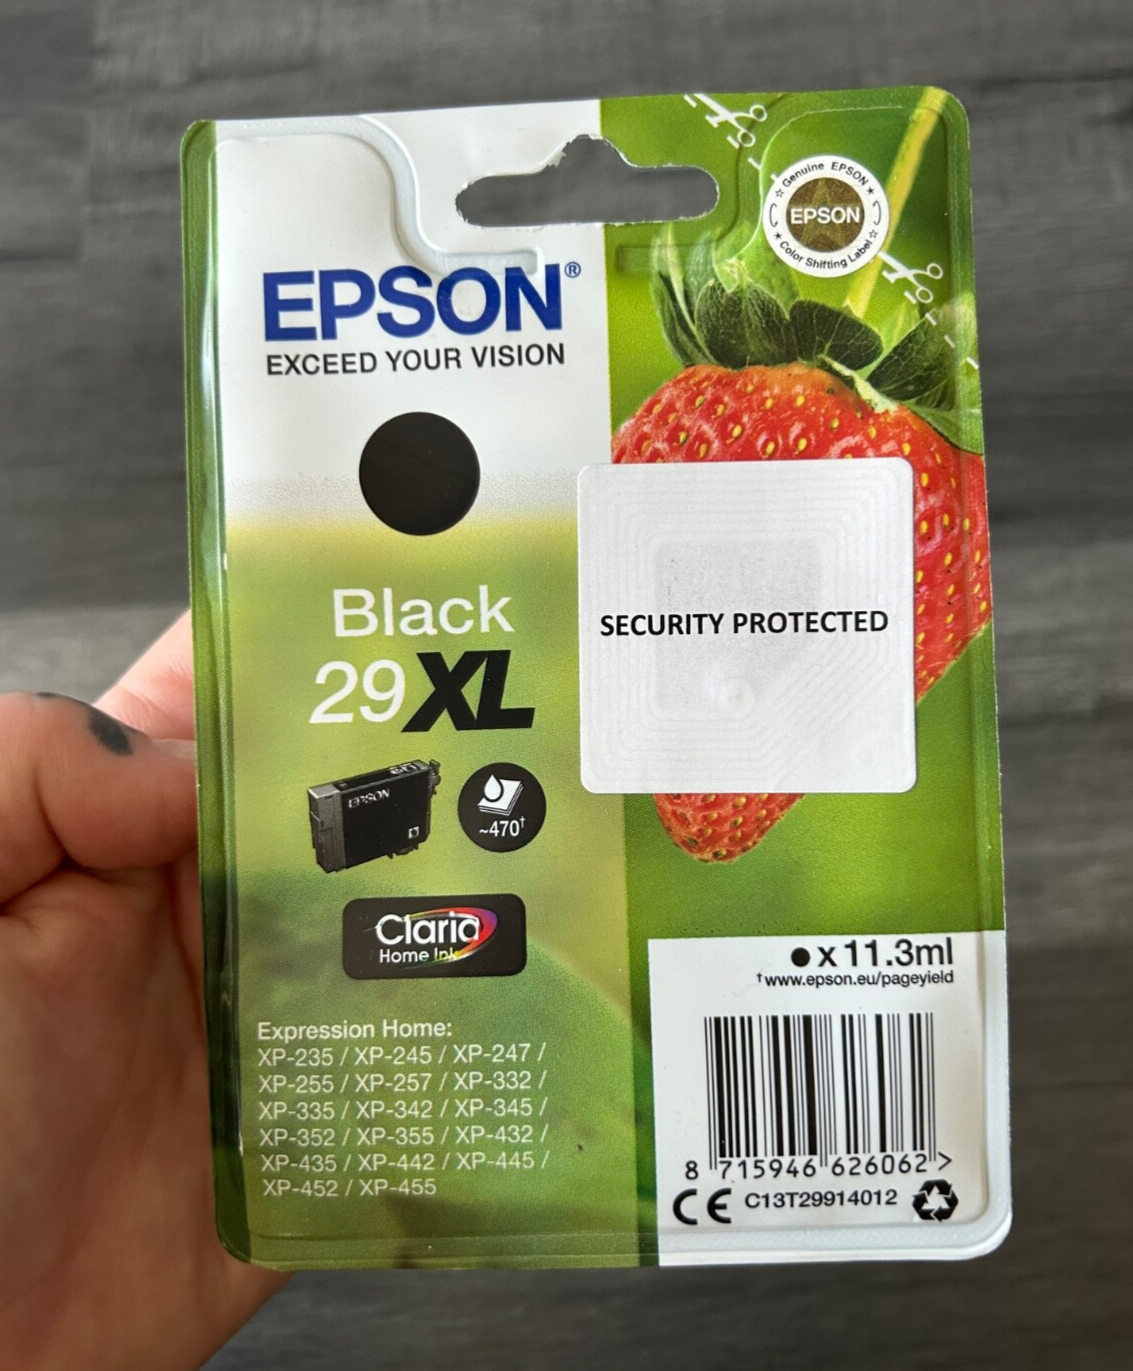 EPSON®
EXCEED YOUR VISION
Genuine EPSON
EPSON
Color Shifting Label
Black
29XL
SECURITY PROTECTED
EPSON
~470†
Claria
Home Ink
Expression Home:
XP-235 / XP-245 / XP-247 /
XP-255 / XP-257 / XP-332 /
XP-335 / XP-342 / XP-345 /
XP-352 / XP-355 / XP-432 /
XP-435 / XP-442 / XP-445 /
XP-452 / XP-455
x 11.3ml
†www.epson.eu/pageyield
8 715946 626062 >
CE C13T29914012